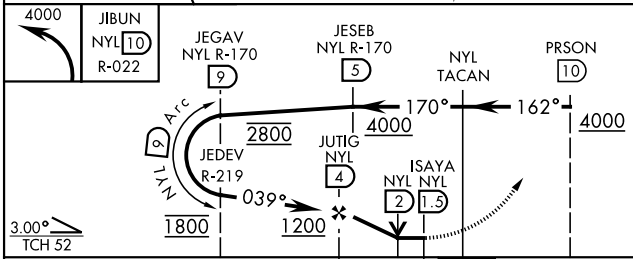 4000
JIBUN
NYL 10
R-022
JEGAV
NYL R-170
9
JESEB
NYL R-170
5
NYL
TACAN
PRSON
10
170°
162°
4000
2800
4000
NYL 9 Arc
JEDEV
R-219
JUTIG
NYL
4
NYL
2
ISAYA
NYL
1.5
039°
1800
1200
3.00°
TCH 52